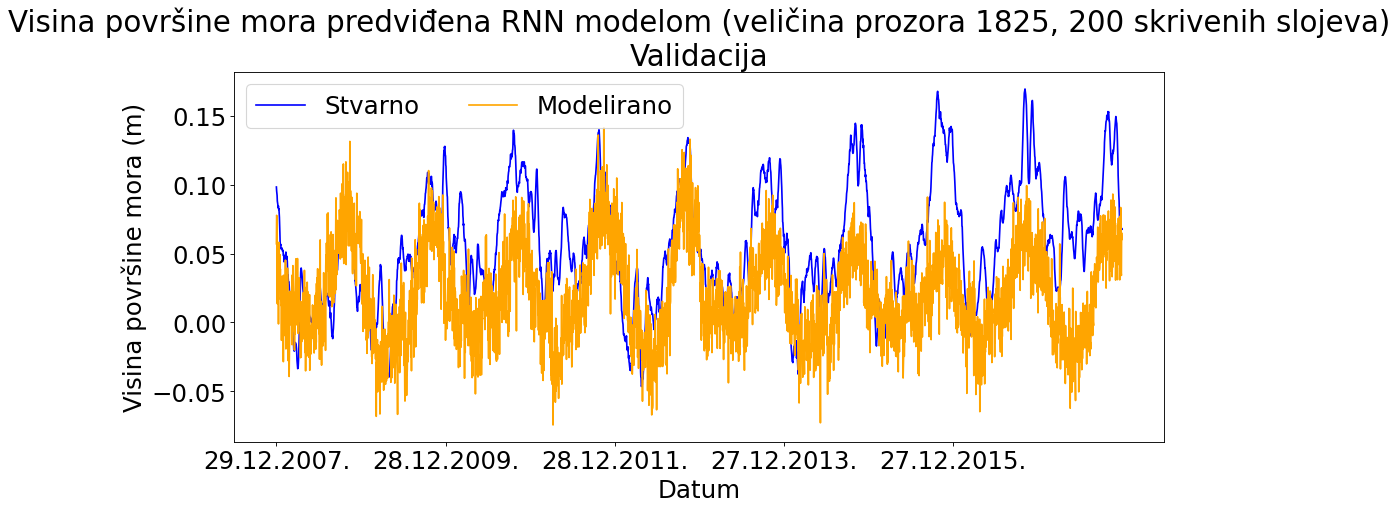 Visina površine mora predviđena RNN modelom (veličina prozora 1825, 200 skrivenih slojeva)
Validacija
Stvarno Modelirano
Visina površine mora (m)
0.15
0.10
0.05
0.00
−0.05
29.12.2007. 28.12.2009. 28.12.2011. 27.12.2013. 27.12.2015.
Datum